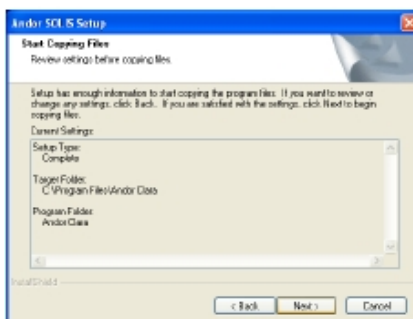 Andor SOLIS Setup
Start Copying Files
Review settings before copying files.
Setup has enough information to start copying the program files. If you want to review or
change any settings, click Back. If you are satisfied with the settings, click Next to begin
copying files.
Current Settings:
Setup Type:
Complete
Target Folder:
C:\Program Files\Andor Clara
Program Folder:
Andor Clara
InstallShield
< Back
Next >
Cancel